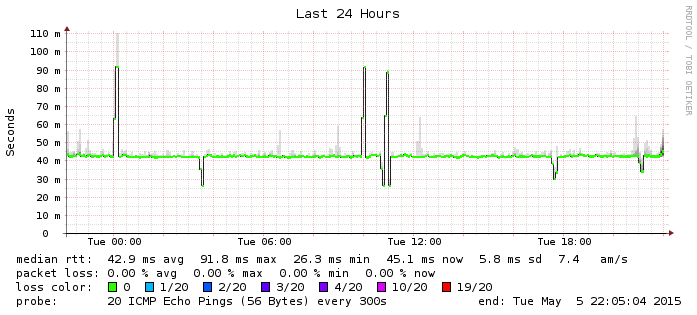 Last 24 Hours
RRDTOOL / TOBI OETIKER
Seconds
110 m
100 m
90 m
80 m
70 m
60 m
50 m
40 m
30 m
20 m
10 m
0
Tue 00:00 Tue 06:00 Tue 12:00 Tue 18:00
median rtt: 42.9 ms avg 91.8 ms max 26.3 ms min 45.1 ms now 5.8 ms sd 7.4 am/s
packet loss: 0.00 % avg 0.00 % max 0.00 % min 0.00 % now
loss color: 0 1/20 2/20 3/20 4/20 10/20 19/20
probe: 20 ICMP Echo Pings (56 Bytes) every 300s end: Tue May 5 22:05:04 2015